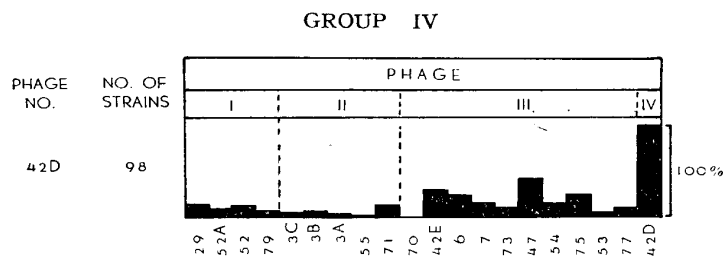 GROUP IV
PHAGE
PHAGE NO. OF
NO. STRAINS
I II III IV
42D 98 100%
29 52A 52 79 3C 3B 3A 55 71 70 42E 6 7 73 47 54 75 53 77 42D